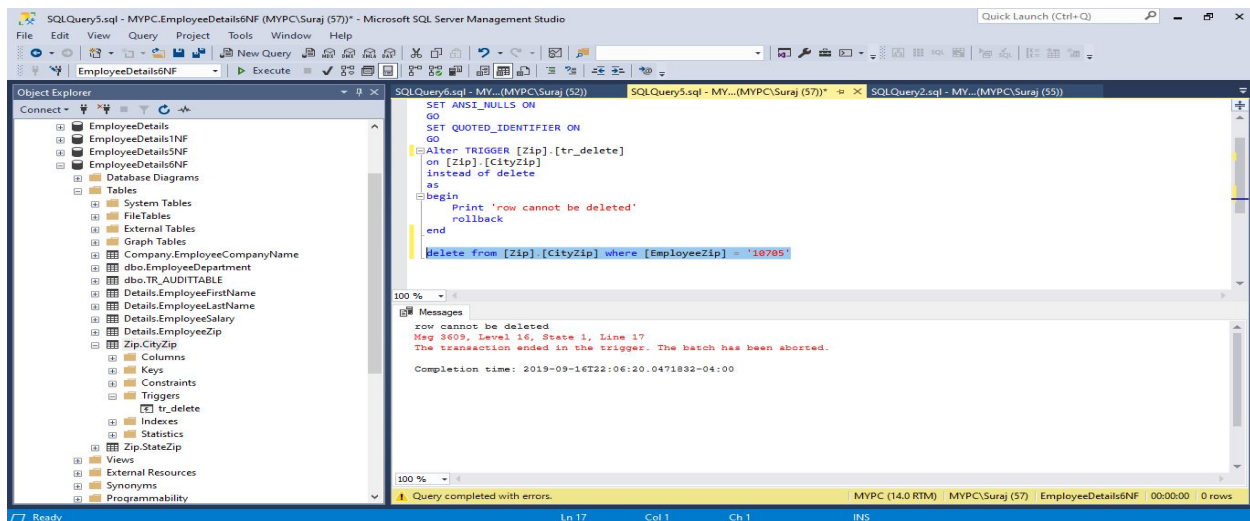 SQLQuery5.sql - MYPC.EmployeeDetails6NF (MYPC\Suraj (57))* - Microsoft SQL Server Management Studio
Quick Launch (Ctrl+Q)
File Edit View Query Project Tools Window Help
New Query
EmployeeDetails6NF
Execute
Object Explorer
Connect
EmployeeDetails
EmployeeDetails1NF
EmployeeDetails5NF
EmployeeDetails6NF
Database Diagrams
Tables
System Tables
FileTables
External Tables
Graph Tables
Company.EmployeeCompanyName
dbo.EmployeeDepartment
dbo.TR_AUDITTABLE
Details.EmployeeFirstName
Details.EmployeeLastName
Details.EmployeeSalary
Details.EmployeeZip
Zip.CityZip
Columns
Keys
Constraints
Triggers
tr_delete
Indexes
Statistics
Zip.StateZip
Views
External Resources
Synonyms
Programmability
SQLQuery6.sql - MY...(MYPC\Suraj (52))
SQLQuery5.sql - MY...(MYPC\Suraj (57))*
SQLQuery2.sql - MY...(MYPC\Suraj (55))
SET ANSI_NULLS ON
GO
SET QUOTED_IDENTIFIER ON
GO
Alter TRIGGER [Zip].[tr_delete]
on [Zip].[CityZip]
instead of delete
as
begin
Print 'row cannot be deleted'
rollback
end
delete from [Zip].[CityZip] where [EmployeeZip] = '10705'
100 %
Messages
row cannot be deleted
Msg 3609, Level 16, State 1, Line 17
The transaction ended in the trigger. The batch has been aborted.
Completion time: 2019-09-16T22:06:20.0471832-04:00
100 %
Query completed with errors.
MYPC (14.0 RTM) MYPC\Suraj (57) EmployeeDetails6NF 00:00:00 0 rows
Ready Ln 17 Col 1 Ch 1 INS